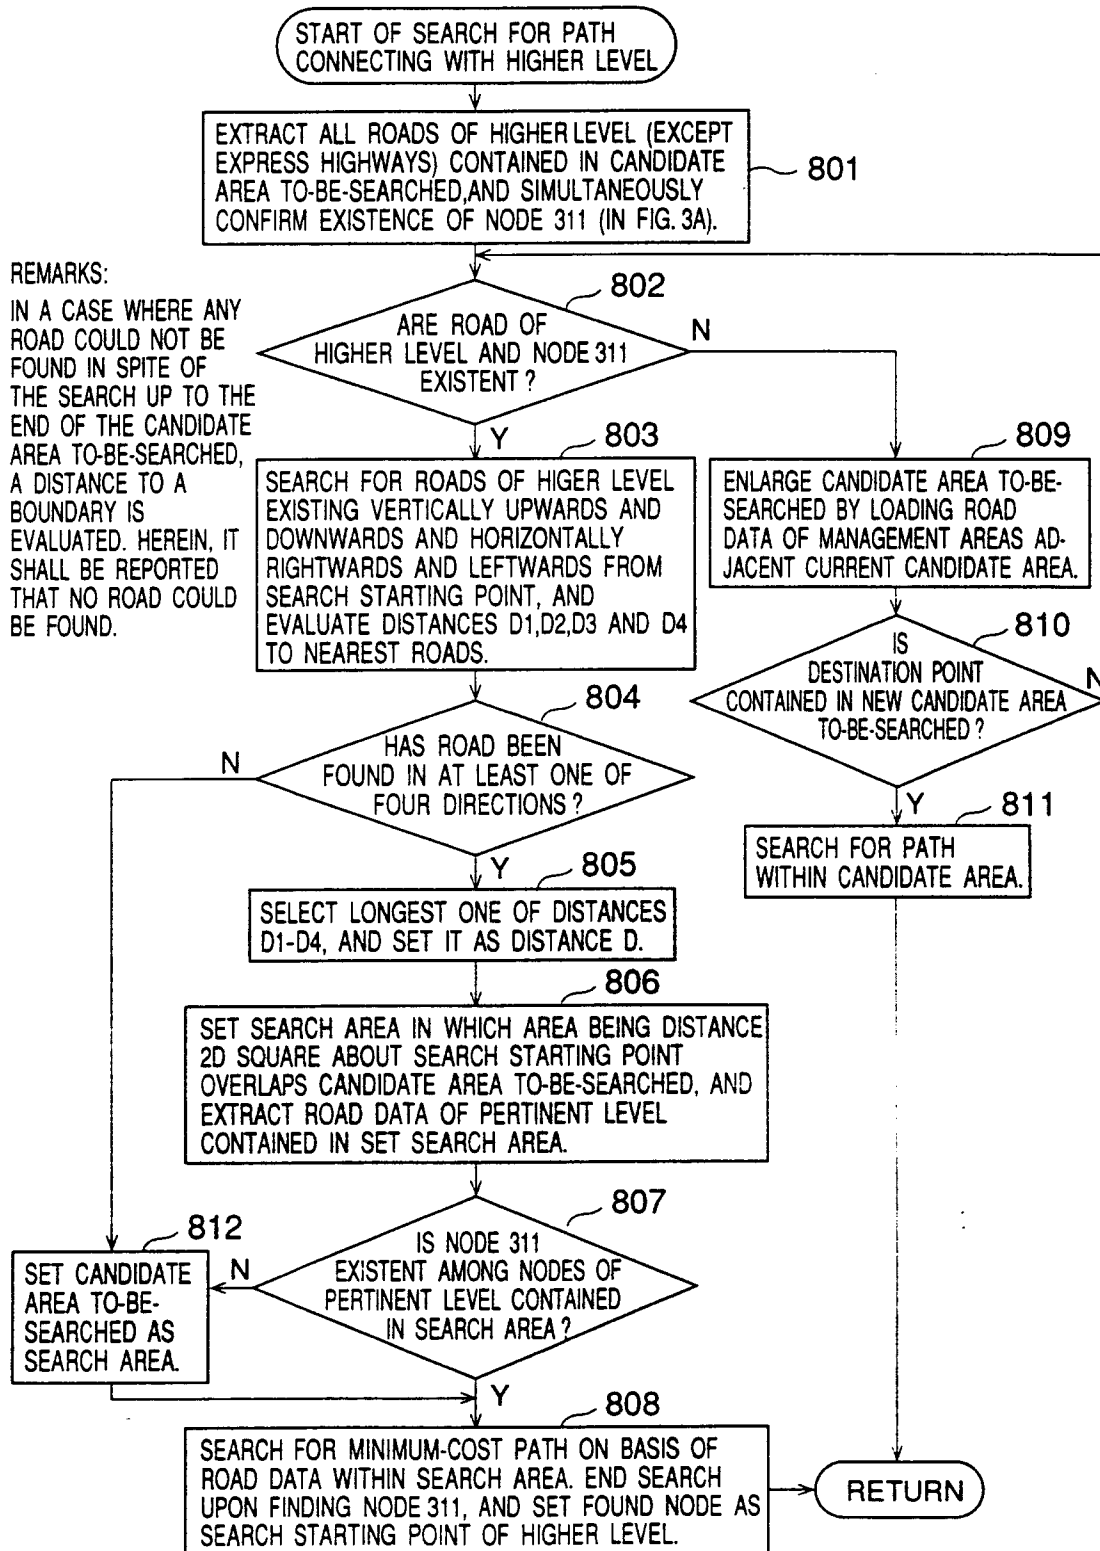 START OF SEARCH FOR PATH
CONNECTING WITH HIGHER LEVEL
EXTRACT ALL ROADS OF HIGHER LEVEL (EXCEPT
EXPRESS HIGHWAYS) CONTAINED IN CANDIDATE
AREA TO-BE-SEARCHED,AND SIMULTANEOUSLY
CONFIRM EXISTENCE OF NODE 311 (IN FIG. 3A).
801
REMARKS:
IN A CASE WHERE ANY
ROAD COULD NOT BE
FOUND IN SPITE OF
THE SEARCH UP TO THE
END OF THE CANDIDATE
AREA TO-BE-SEARCHED,
A DISTANCE TO A
BOUNDARY IS
EVALUATED. HEREIN, IT
SHALL BE REPORTED
THAT NO ROAD COULD
BE FOUND.
802
ARE ROAD OF
HIGHER LEVEL AND NODE 311
EXISTENT ?
N
Y
803
SEARCH FOR ROADS OF HIGER LEVEL
EXISTING VERTICALLY UPWARDS AND
DOWNWARDS AND HORIZONTALLY
RIGHTWARDS AND LEFTWARDS FROM
SEARCH STARTING POINT, AND
EVALUATE DISTANCES D1,D2,D3 AND D4
TO NEAREST ROADS.
809
ENLARGE CANDIDATE AREA TO-BE-
SEARCHED BY LOADING ROAD
DATA OF MANAGEMENT AREAS AD-
JACENT CURRENT CANDIDATE AREA.
804
HAS ROAD BEEN
FOUND IN AT LEAST ONE OF
FOUR DIRECTIONS ?
N
Y
810
IS
DESTINATION POINT
CONTAINED IN NEW CANDIDATE AREA
TO-BE-SEARCHED ?
N
Y
811
SEARCH FOR PATH
WITHIN CANDIDATE AREA.
805
SELECT LONGEST ONE OF DISTANCES
D1-D4, AND SET IT AS DISTANCE D.
806
SET SEARCH AREA IN WHICH AREA BEING DISTANCE
2D SQUARE ABOUT SEARCH STARTING POINT
OVERLAPS CANDIDATE AREA TO-BE-SEARCHED, AND
EXTRACT ROAD DATA OF PERTINENT LEVEL
CONTAINED IN SET SEARCH AREA.
807
IS NODE 311
EXISTENT AMONG NODES OF
PERTINENT LEVEL CONTAINED
IN SEARCH AREA ?
N
Y
812
SET CANDIDATE
AREA TO-BE-
SEARCHED AS
SEARCH AREA.
808
SEARCH FOR MINIMUM-COST PATH ON BASIS OF
ROAD DATA WITHIN SEARCH AREA. END SEARCH
UPON FINDING NODE 311, AND SET FOUND NODE AS
SEARCH STARTING POINT OF HIGHER LEVEL.
RETURN